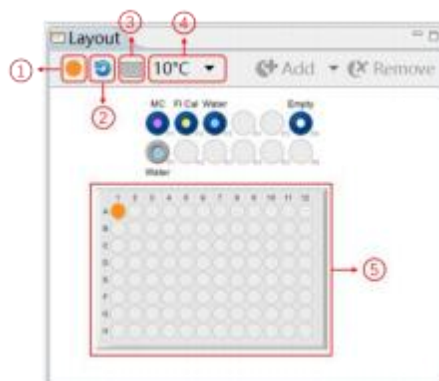 Layout
③ ④
① 10°C Add Remove
②
MC Fl Cal Water Empty
Water
1 2 3 4 5 6 7 8 9 10 11 12
A
B
C
D
E
F
G
H
⑤